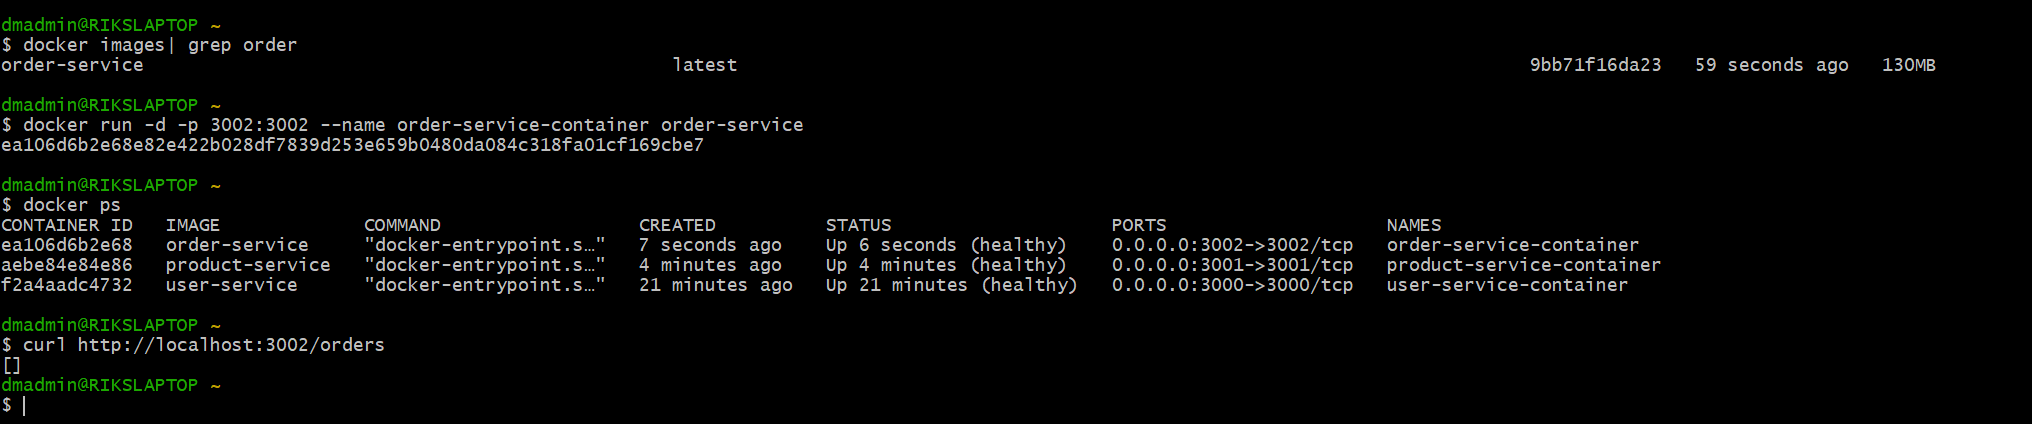 dmadmin@RIKSLAPTOP ~
$ docker images| grep order
order-service latest 9bb71f16da23 59 seconds ago 130MB
dmadmin@RIKSLAPTOP ~
$ docker run -d -p 3002:3002 --name order-service-container order-service
ea106d6b2e68e82e422b028df7839d253e659b0480da084c318fa01cf169cbe7
dmadmin@RIKSLAPTOP ~
$ docker ps
CONTAINER ID IMAGE COMMAND CREATED STATUS PORTS NAMES
ea106d6b2e68 order-service "docker-entrypoint.s…" 7 seconds ago Up 6 seconds (healthy) 0.0.0.0:3002->3002/tcp order-service-container
aebe84e84e86 product-service "docker-entrypoint.s…" 4 minutes ago Up 4 minutes (healthy) 0.0.0.0:3001->3001/tcp product-service-container
f2a4aadc4732 user-service "docker-entrypoint.s…" 21 minutes ago Up 21 minutes (healthy) 0.0.0.0:3000->3000/tcp user-service-container
dmadmin@RIKSLAPTOP ~
$ curl http://localhost:3002/orders
[]
dmadmin@RIKSLAPTOP ~
$